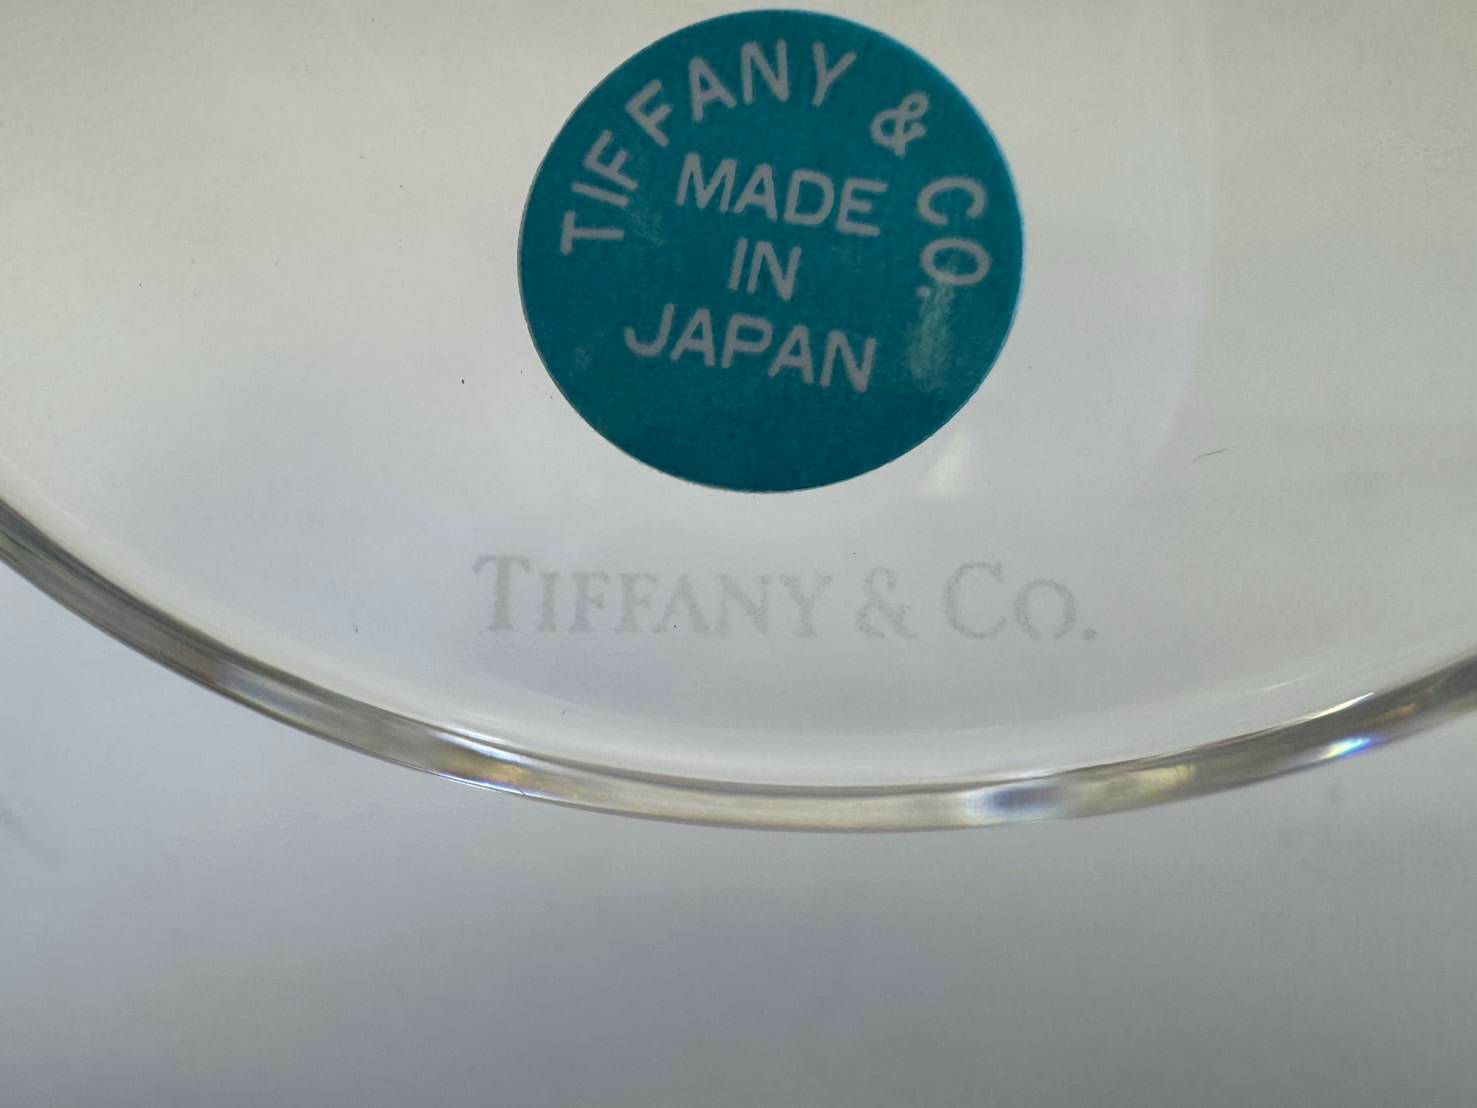 TIFFANY & CO.
MADE
IN
JAPAN
TIFFANY & CO.